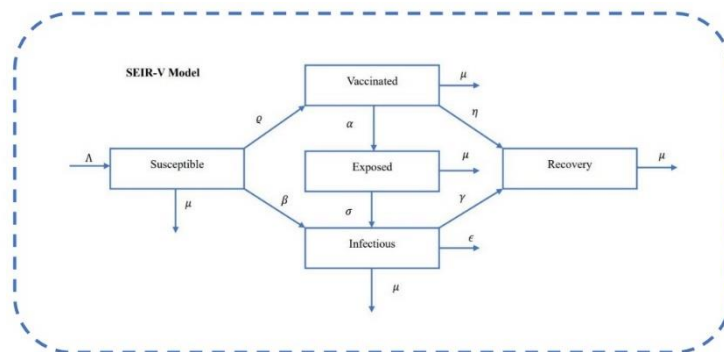 SEIR-V Model
Vaccinated
μ
ϱ
α
η
Λ
Susceptible
Exposed
μ
Recovery
μ
μ
β
σ
γ
Infectious
ϵ
μ